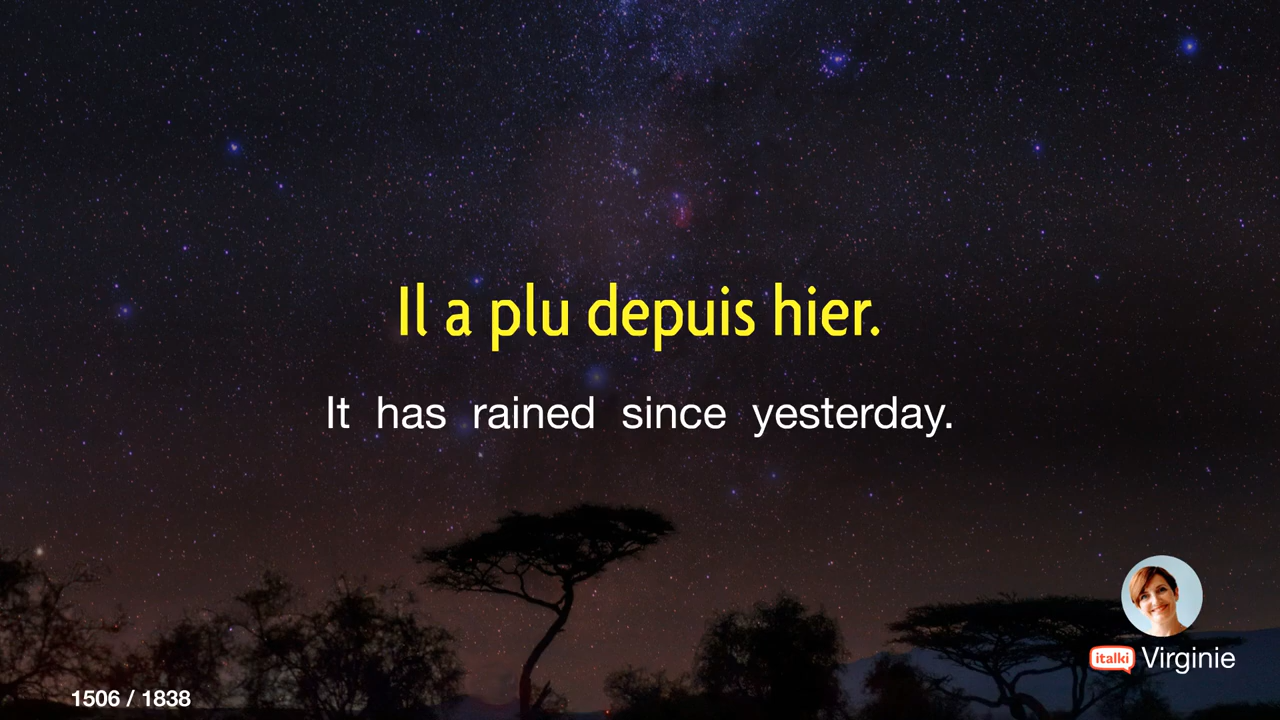 Il a plu depuis hier.
It has rained since yesterday.
italki Virginie
1506 / 1838